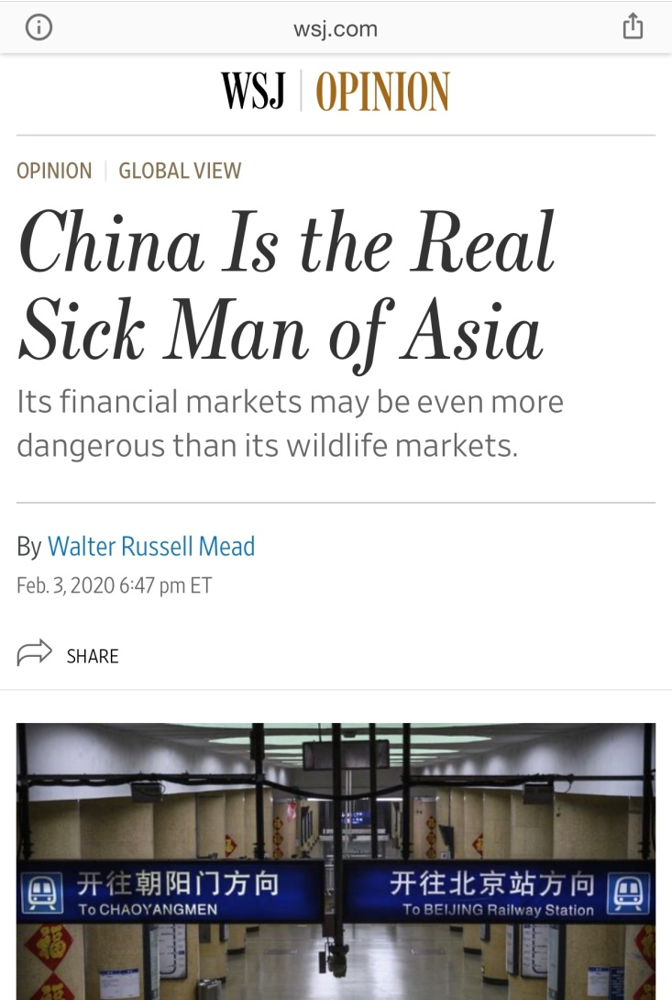 wsj.com
WSJ OPINION
OPINION GLOBAL VIEW
China Is the Real
Sick Man of Asia
Its financial markets may be even more
dangerous than its wildlife markets.
By Walter Russell Mead
Feb. 3, 2020 6:47 pm ET
SHARE
开往朝阳门方向
To CHAOYANGMEN
开往北京站方向
To BEIJING Railway Station
福